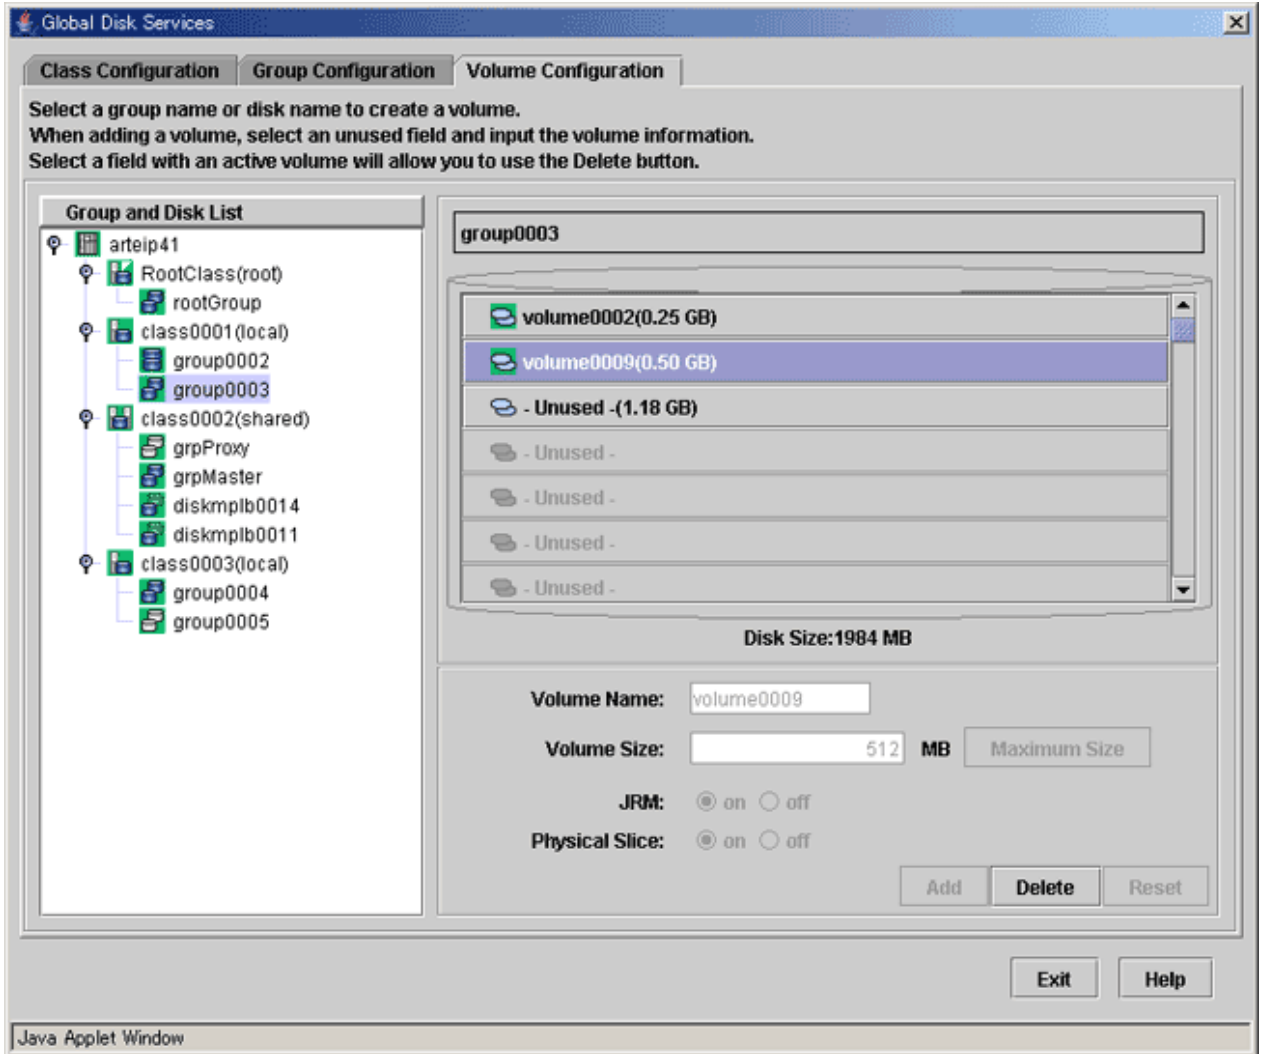 Global Disk Services
Class Configuration
Group Configuration
Volume Configuration
Select a group name or disk name to create a volume.
When adding a volume, select an unused field and input the volume information.
Select a field with an active volume will allow you to use the Delete button.
Group and Disk List
arteip41
RootClass(root)
rootGroup
class0001(local)
group0002
group0003
class0002(shared)
grpProxy
grpMaster
diskmplb0014
diskmplb0011
class0003(local)
group0004
group0005
group0003
volume0002(0.25 GB)
volume0009(0.50 GB)
- Unused -(1.18 GB)
- Unused -
- Unused -
- Unused -
- Unused -
Disk Size:1984 MB
Volume Name: volume0009
Volume Size: 512 MB Maximum Size
JRM: on off
Physical Slice: on off
Add Delete Reset
Exit Help
Java Applet Window